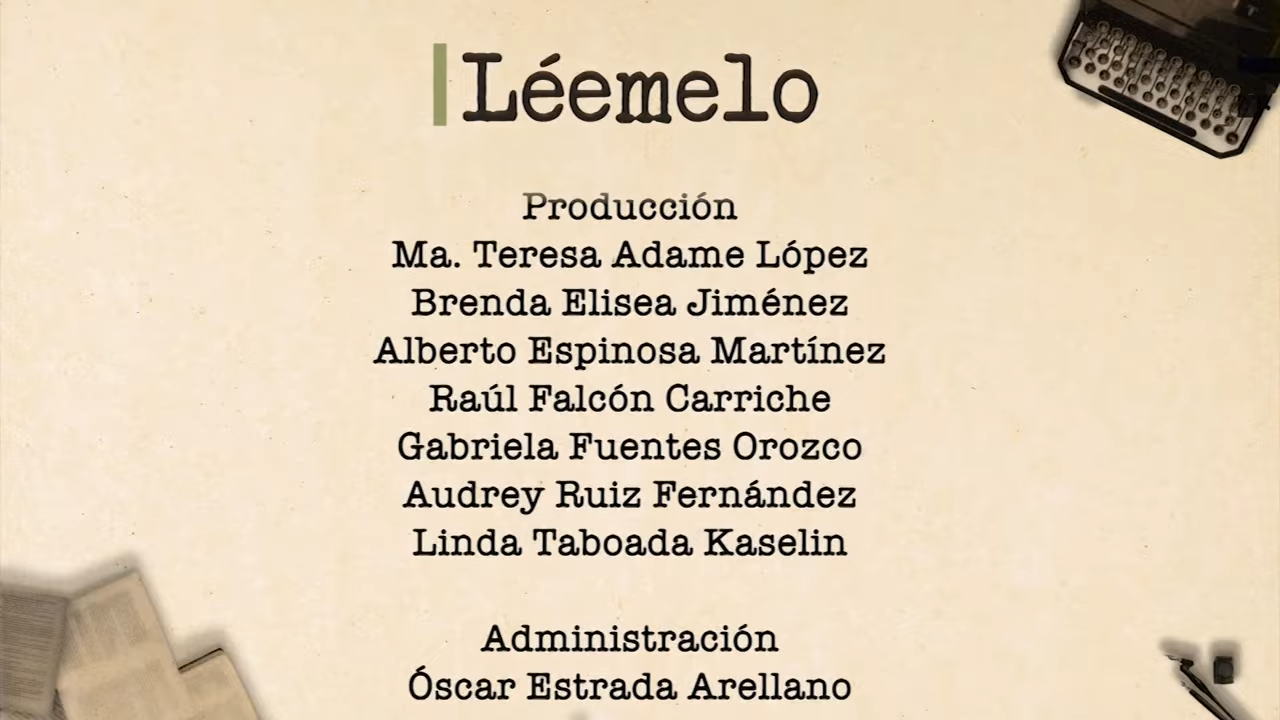 Léemelo
Producción
Ma. Teresa Adame López
Brenda Elisea Jiménez
Alberto Espinosa Martínez
Raúl Falcón Carriche
Gabriela Fuentes Orozco
Audrey Ruiz Fernández
Linda Taboada Kaselin
Administración
Óscar Estrada Arellano